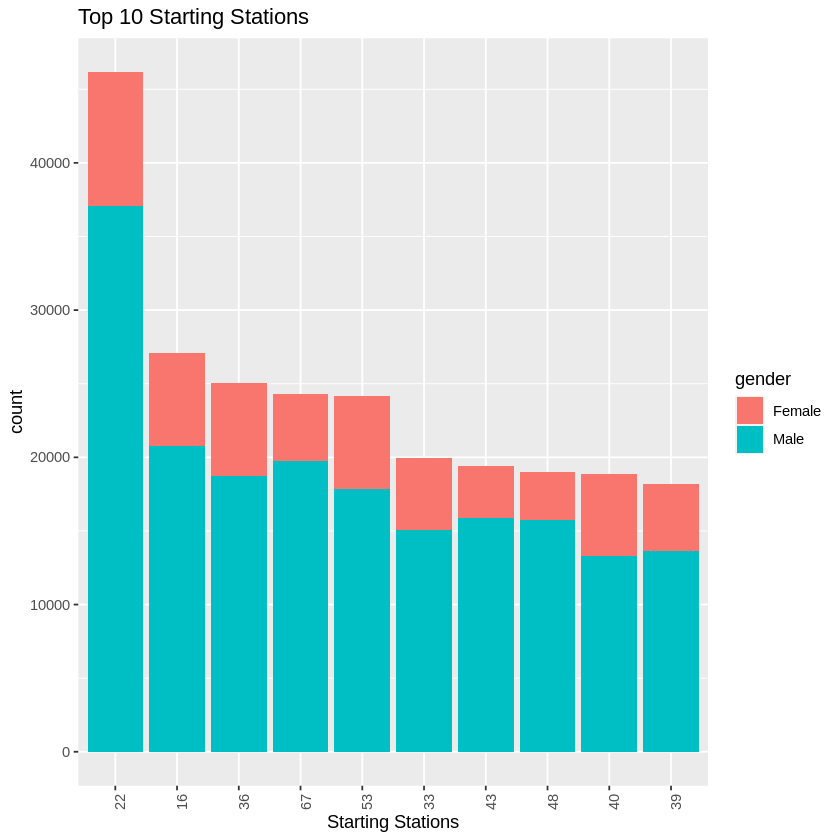 Top 10 Starting Stations
count
40000
30000
20000
10000
0
22 16 36 67 53 33 43 48 40 39
Starting Stations
gender
Female
Male